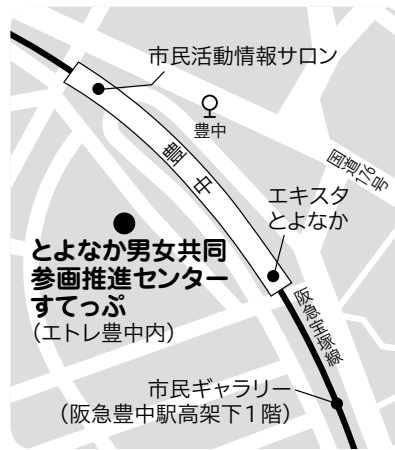 市民活動情報サロン
豊中
国道
176号
豊中
エキスタ
とよなか
とよなか男女共同
参画推進センター
すてっぷ
(エトレ豊中内)
阪急宝塚線
市民ギャラリー
(阪急豊中駅高架下1階)